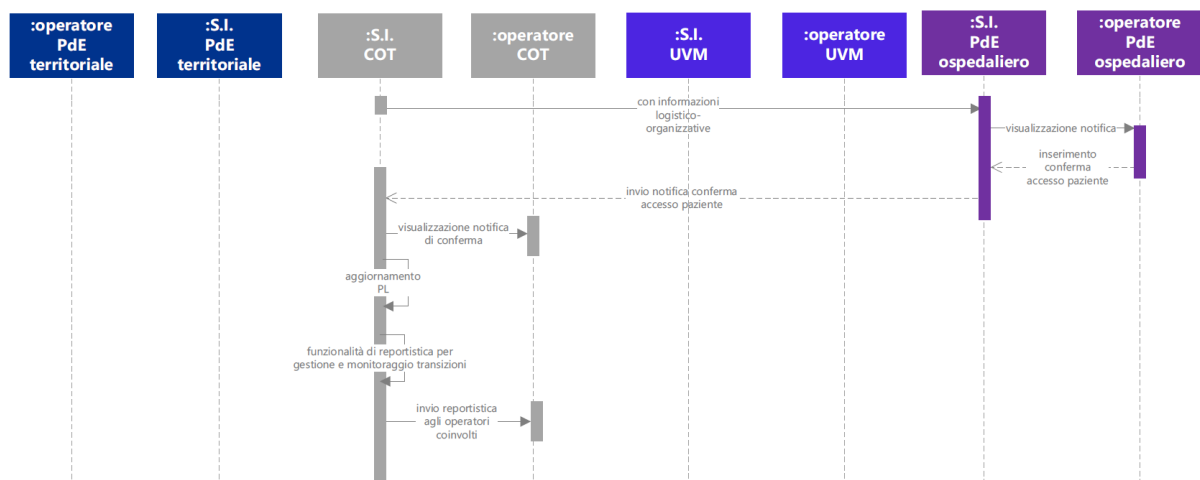 :operatore
PdE
territoriale
:S.I.
PdE
territoriale
:S.I.
COT
:operatore
COT
:S.I.
UVM
:operatore
UVM
:S.I.
PdE
ospedaliero
:operatore
PdE
ospedaliero
con informazioni
logistico-
organizzative
visualizzazione notifica
inserimento
conferma
accesso paziente
invio notifica conferma
accesso paziente
visualizzazione notifica
di conferma
aggiornamento
PL
funzionalità di reportistica per
gestione e monitoraggio transizioni
invio reportistica
agli operatori
coinvolti